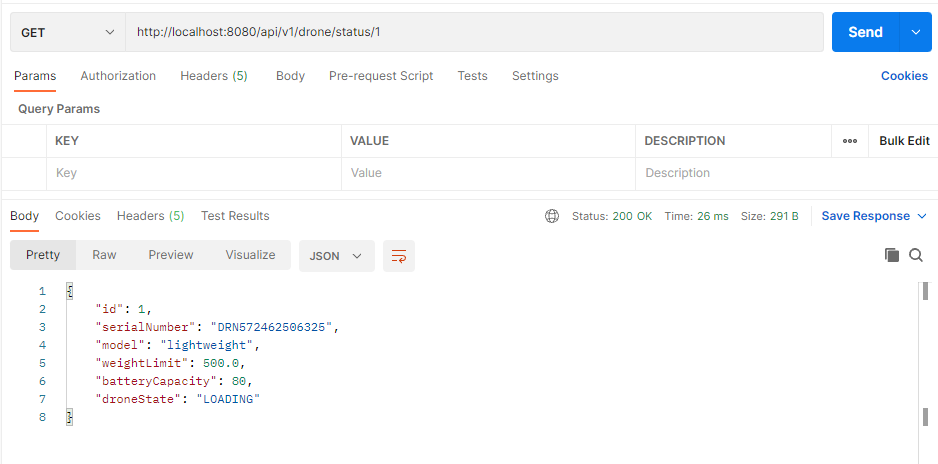 GET http://localhost:8080/api/v1/drone/status/1 Send
Params Authorization Headers (5) Body Pre-request Script Tests Settings Cookies
Query Params
KEY VALUE DESCRIPTION ••• Bulk Edit
Key Value Description
Body Cookies Headers (5) Test Results Status: 200 OK Time: 26 ms Size: 291 B Save Response
Pretty Raw Preview Visualize JSON
1 {
2 "id": 1,
3 "serialNumber": "DRN572462506325",
4 "model": "lightweight",
5 "weightLimit": 500.0,
6 "batteryCapacity": 80,
7 "droneState": "LOADING"
8 }